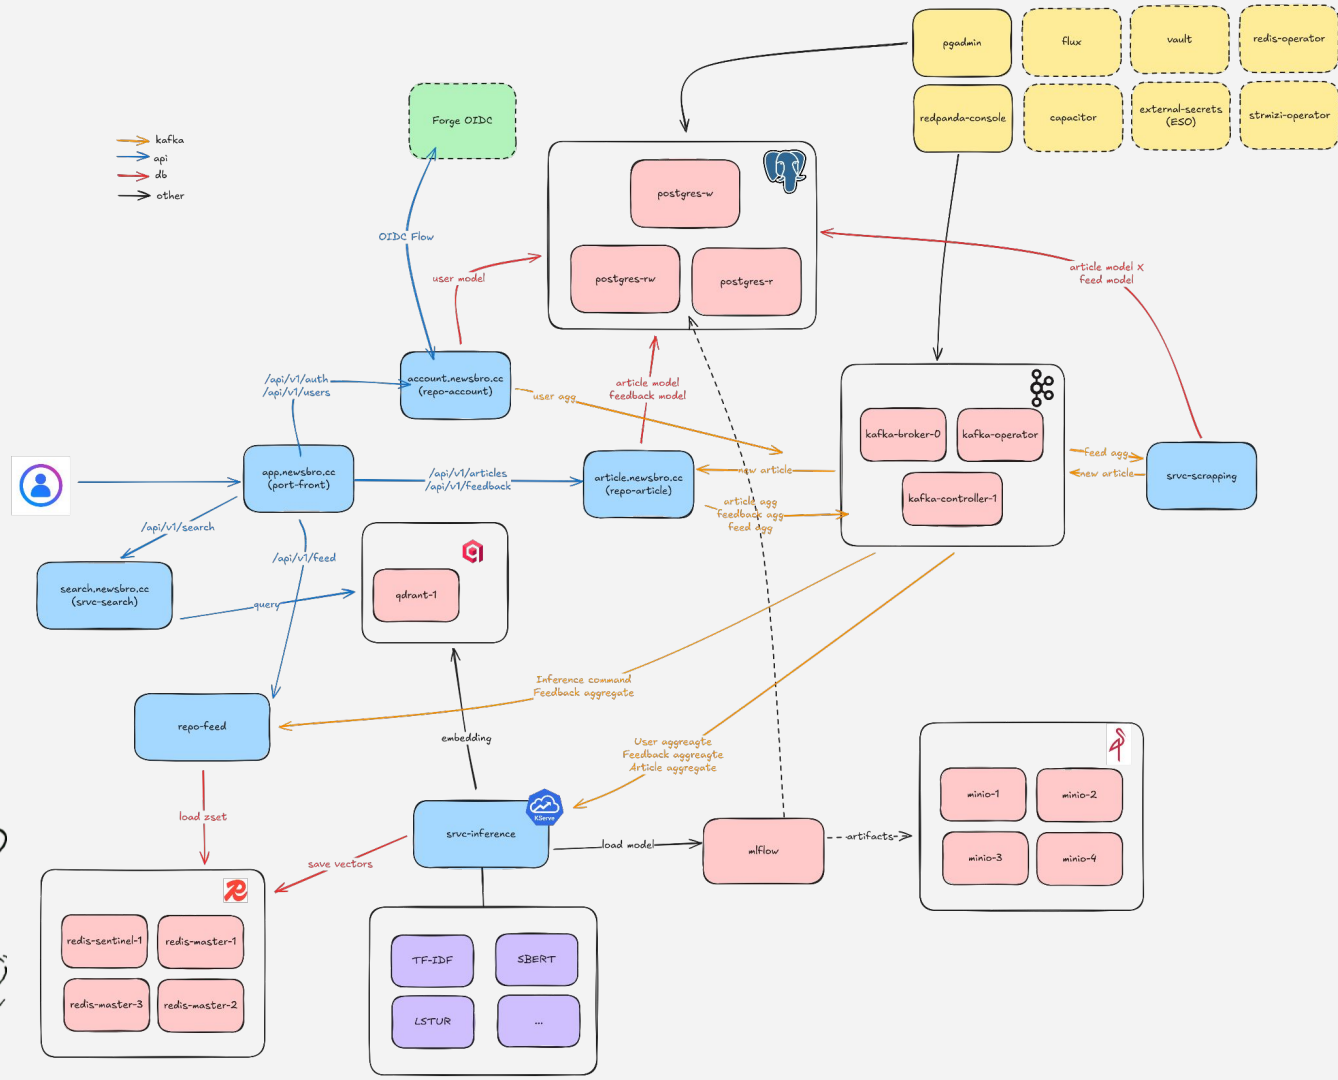 pgadmin
flux
vault
redis-operator
redpanda-console
capacitor
external-secrets
(ESO)
strmizi-operator
kafka
api
db
other
Forge OIDC
OIDC Flow
user model
postgres-w
postgres-rw
postgres-r
article model X
feed model
/api/v1/auth
/api/v1/users
account.newsbro.cc
(repo-account)
user agg
article model
feedback model
kafka-broker-0
kafka-operator
kafka-controller-1
feed agg
new article
srvc-scrapping
app.newsbro.cc
(port-front)
/api/v1/articles
/api/v1/feedback
article.newsbro.cc
(repo-article)
new article
article agg
feedback agg
feed agg
/api/v1/search
/api/v1/feed
search.newsbro.cc
(srvc-search)
query
qdrant-1
Inference command
Feedback aggregate
repo-feed
embedding
User aggreagte
Feedback aggreagte
Article aggregate
load zset
srvc-inference
KServe
load model
mlflow
artifacts
minio-1
minio-2
minio-3
minio-4
save vectors
redis-sentinel-1
redis-master-1
redis-master-3
redis-master-2
TF-IDF
SBERT
LSTUR
...